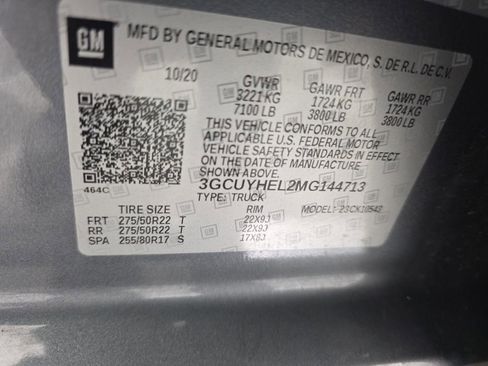 GM
MFD BY GENERAL MOTORS DE MEXICO, S. DE R.L. DE C.V.
10/20 GVWR GAWR FRT GAWR RR
3221 KG 1724 KG 1724 KG
7100 LB 3800 LB 3800 LB
THIS VEHICLE CONFORMS TO ALL
APPLICABLE U.S. FEDERAL MOTOR
VEHICLE SAFETY STANDARDS IN
EFFECT ON THE DATE OF MANUFACTURE
SHOWN ABOVE.
464C 3GCUYHEL2MG144713
TYPE: TRUCK
TIRE SIZE RIM MODEL:
FRT 275/50R22 T 22X9J
RR 275/50R22 T 22X9J
SPA 255/80R17 S 17X8J